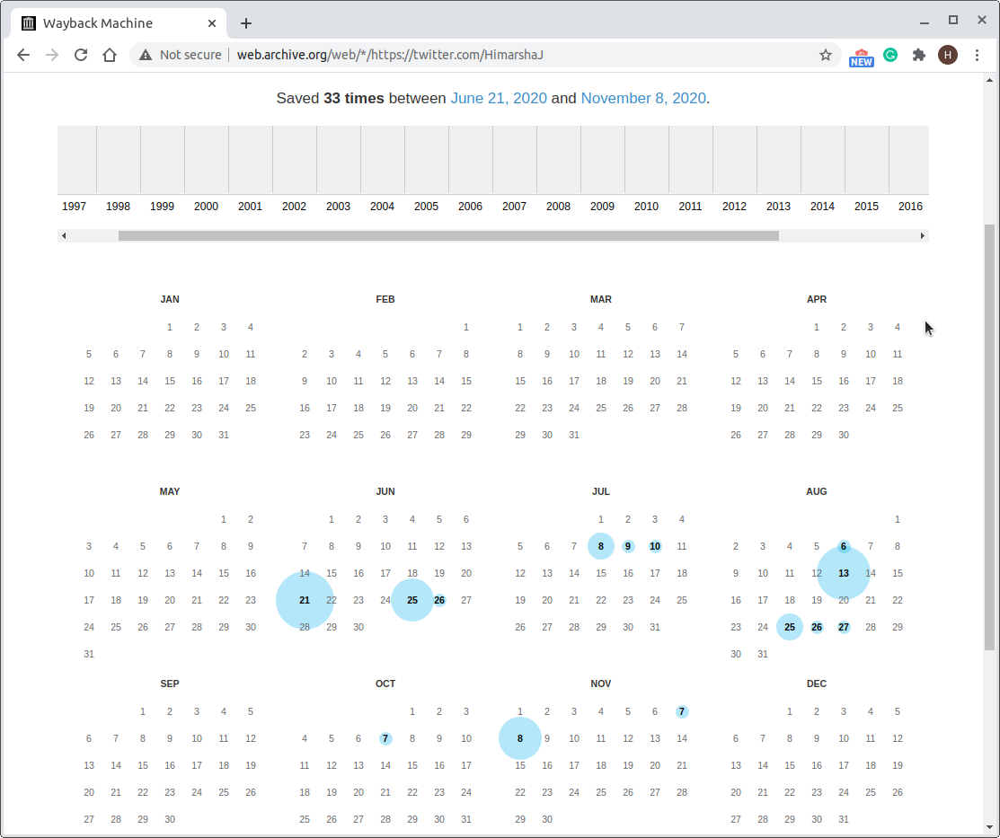 Wayback Machine
Not secure web.archive.org/web/*/https://twitter.com/HimarshaJ NEW H
Saved 33 times between June 21, 2020 and November 8, 2020.
1997 1998 1999 2000 2001 2002 2003 2004 2005 2006 2007 2008 2009 2010 2011 2012 2013 2014 2015 2016
JAN FEB MAR APR
1 2 3 4 1 1 2 3 4 5 6 7 1 2 3 4
5 6 7 8 9 10 11 2 3 4 5 6 7 8 8 9 10 11 12 13 14 5 6 7 8 9 10 11
12 13 14 15 16 17 18 9 10 11 12 13 14 15 15 16 17 18 19 20 21 12 13 14 15 16 17 18
19 20 21 22 23 24 25 16 17 18 19 20 21 22 22 23 24 25 26 27 28 19 20 21 22 23 24 25
26 27 28 29 30 31 23 24 25 26 27 28 29 29 30 31 26 27 28 29 30
MAY JUN JUL AUG
1 2 1 2 3 4 5 6 1 2 3 4 1
3 4 5 6 7 8 9 7 8 9 10 11 12 13 5 6 7 8 9 10 11 2 3 4 5 6 7 8
10 11 12 13 14 15 16 14 15 16 17 18 19 20 12 13 14 15 16 17 18 9 10 11 12 13 14 15
17 18 19 20 21 22 23 21 22 23 24 25 26 27 19 20 21 22 23 24 25 16 17 18 19 20 21 22
24 25 26 27 28 29 30 28 29 30 26 27 28 29 30 31 23 24 25 26 27 28 29
31 30 31
SEP OCT NOV DEC
1 2 3 4 5 1 2 3 1 2 3 4 5 6 7 1 2 3 4 5
6 7 8 9 10 11 12 4 5 6 7 8 9 10 8 9 10 11 12 13 14 6 7 8 9 10 11 12
13 14 15 16 17 18 19 11 12 13 14 15 16 17 15 16 17 18 19 20 21 13 14 15 16 17 18 19
20 21 22 23 24 25 26 18 19 20 21 22 23 24 22 23 24 25 26 27 28 20 21 22 23 24 25 26
27 28 29 30 25 26 27 28 29 30 31 29 30 27 28 29 30 31